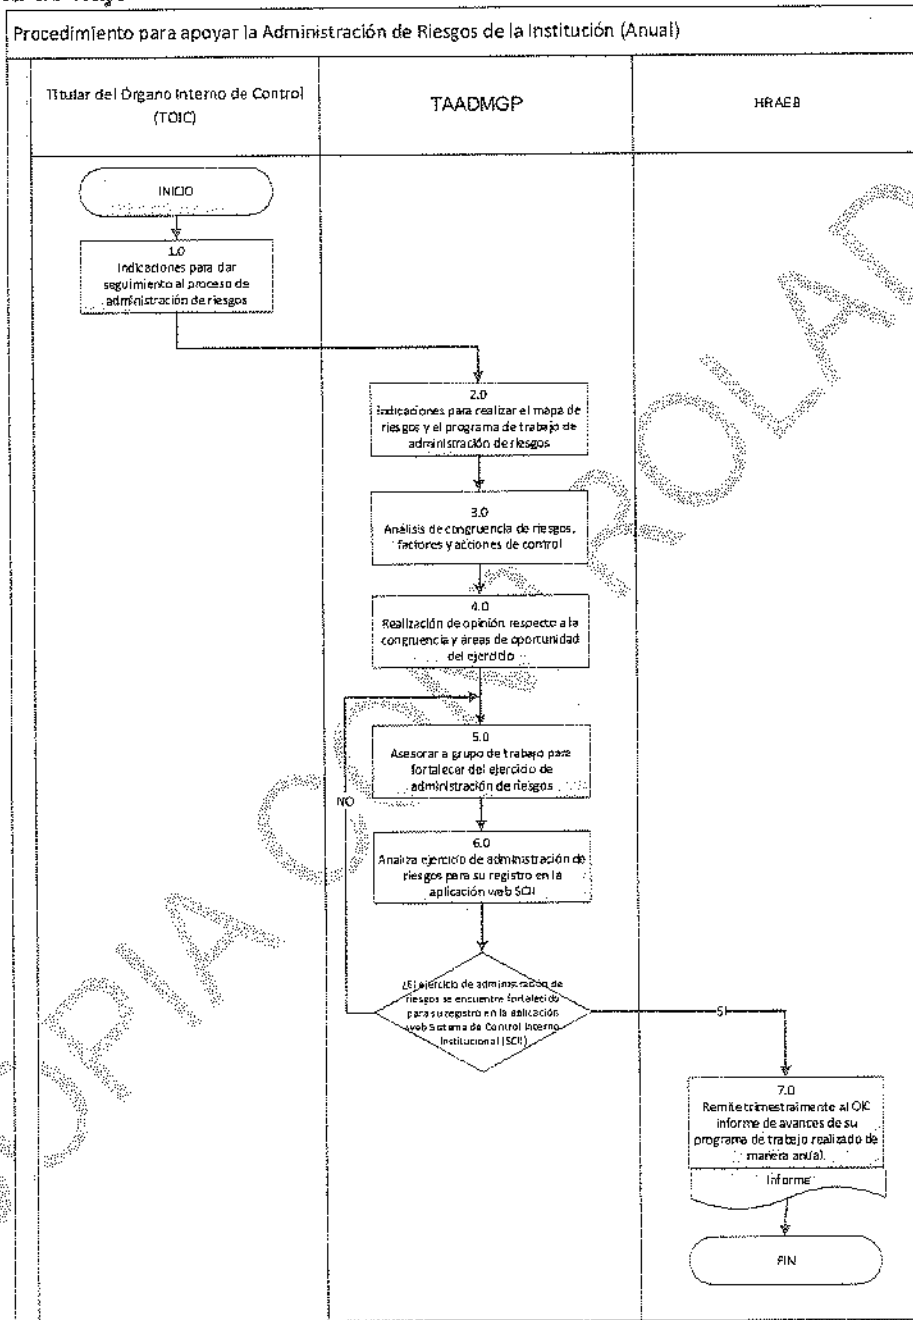 Procedimiento para apoyar la Administración de Riesgos de la Institución (Anual)
Titular del Órgano Interno de Control
(TOIC)
TAADMGP
HRAEB
INICIO
1.0
Indicaciones para dar
seguimiento al proceso de
administración de riesgos
2.0
Indicaciones para realizar el mapa de
riesgos y el programa de trabajo de
administración de riesgos
3.0
Análisis de congruencia de riesgos,
factores y acciones de control
4.0
Realización de opinión respecto a la
congruencia y áreas de oportunidad
del ejercicio
5.0
Asesorar a grupo de trabajo para
fortalecer del ejercicio de
administración de riesgos
NO
6.0
Analiza ejercicio de administración de
riesgos para su registro en la
aplicación web SCII
¿El ejercicio de administración de
riesgos se encuentre fortalecido
para su registro en la aplicación
web Sistema de Control Interno
Institucional (SCII)
SI
7.0
Remite trimestralmente al OIC
informe de avances de su
programa de trabajo realizado de
manera anual.
Informe
FIN
OPIA CONTROLAD